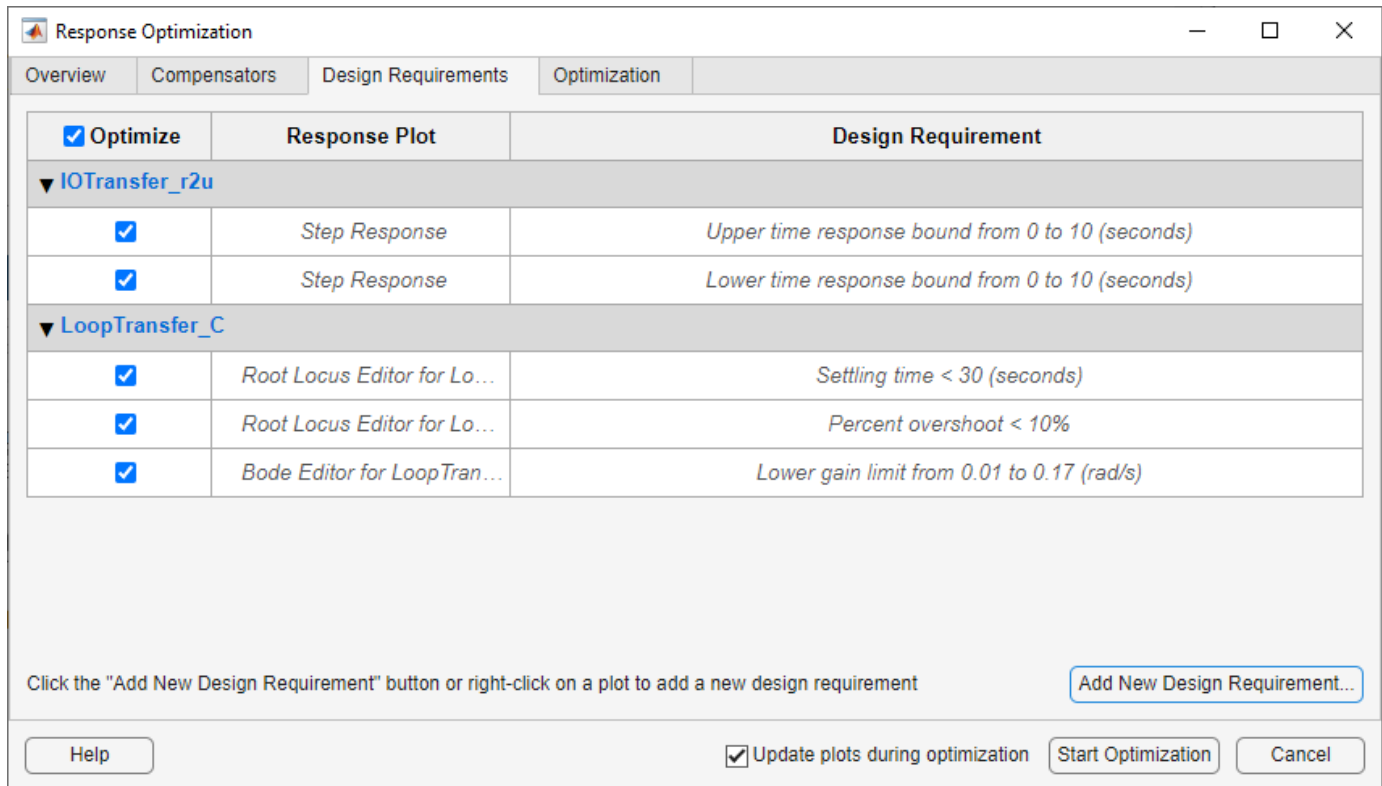 Response Optimization
Overview Compensators Design Requirements Optimization
Optimize Response Plot Design Requirement
IOTransfer_r2u
Step Response Upper time response bound from 0 to 10 (seconds)
Step Response Lower time response bound from 0 to 10 (seconds)
LoopTransfer_C
Root Locus Editor for Lo... Settling time < 30 (seconds)
Root Locus Editor for Lo... Percent overshoot < 10%
Bode Editor for LoopTran... Lower gain limit from 0.01 to 0.17 (rad/s)
Click the "Add New Design Requirement" button or right-click on a plot to add a new design requirement Add New Design Requirement...
Help Update plots during optimization Start Optimization Cancel